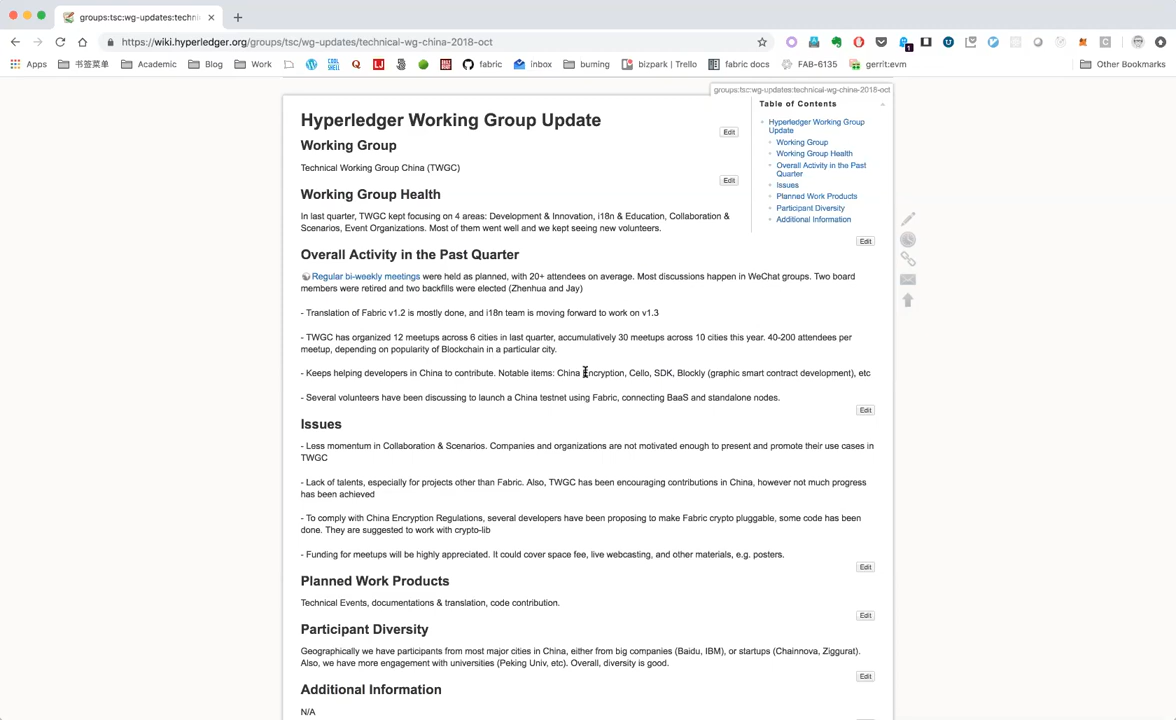 groups:tsc:wg-updates:techni
https://wiki.hyperledger.org/groups/tsc/wg-updates/technical-wg-china-2018-oct
Apps 书签菜单 Academic Blog Work COOL SHELL fabric inbox burning bizpark | Trello fabric docs FAB-6135 gerrit:evm Other Bookmarks
groups:tsc:wg-updates:technical-wg-china-2018-oct
Table of Contents
Hyperledger Working Group
Update
Working Group
Working Group Health
Overall Activity in the Past
Quarter
Issues
Planned Work Products
Participant Diversity
Additional Information
Hyperledger Working Group Update
Edit
Working Group
Technical Working Group China (TWGC)
Edit
Working Group Health
In last quarter, TWGC kept focusing on 4 areas: Development & Innovation, i18n & Education, Collaboration &
Scenarios, Event Organizations. Most of them went well and we kept seeing new volunteers.
Edit
Overall Activity in the Past Quarter
Regular bi-weekly meetings were held as planned, with 20+ attendees on average. Most discussions happen in WeChat groups. Two board
members were retired and two backfills were elected (Zhenhua and Jay)
- Translation of Fabric v1.2 is mostly done, and i18n team is moving forward to work on v1.3
- TWGC has organized 12 meetups across 6 cities in last quarter, accumulatively 30 meetups across 10 cities this year. 40-200 attendees per
meetup, depending on popularity of Blockchain in a particular city.
- Keeps helping developers in China to contribute. Notable items: China Encryption, Cello, SDK, Blockly (graphic smart contract development), etc
- Several volunteers have been discussing to launch a China testnet using Fabric, connecting BaaS and standalone nodes.
Edit
Issues
- Less momentum in Collaboration & Scenarios. Companies and organizations are not motivated enough to present and promote their use cases in
TWGC
- Lack of talents, especially for projects other than Fabric. Also, TWGC has been encouraging contributions in China, however not much progress
has been achieved
- To comply with China Encryption Regulations, several developers have been proposing to make Fabric crypto pluggable, some code has been
done. They are suggested to work with crypto-lib
- Funding for meetups will be highly appreciated. It could cover space fee, live webcasting, and other materials, e.g. posters.
Edit
Planned Work Products
Technical Events, documentations & translation, code contribution.
Edit
Participant Diversity
Geographically we have participants from most major cities in China, either from big companies (Baidu, IBM), or startups (Chainnova, Ziggurat).
Also, we have more engagement with universities (Peking Univ, etc). Overall, diversity is good.
Edit
Additional Information
N/A